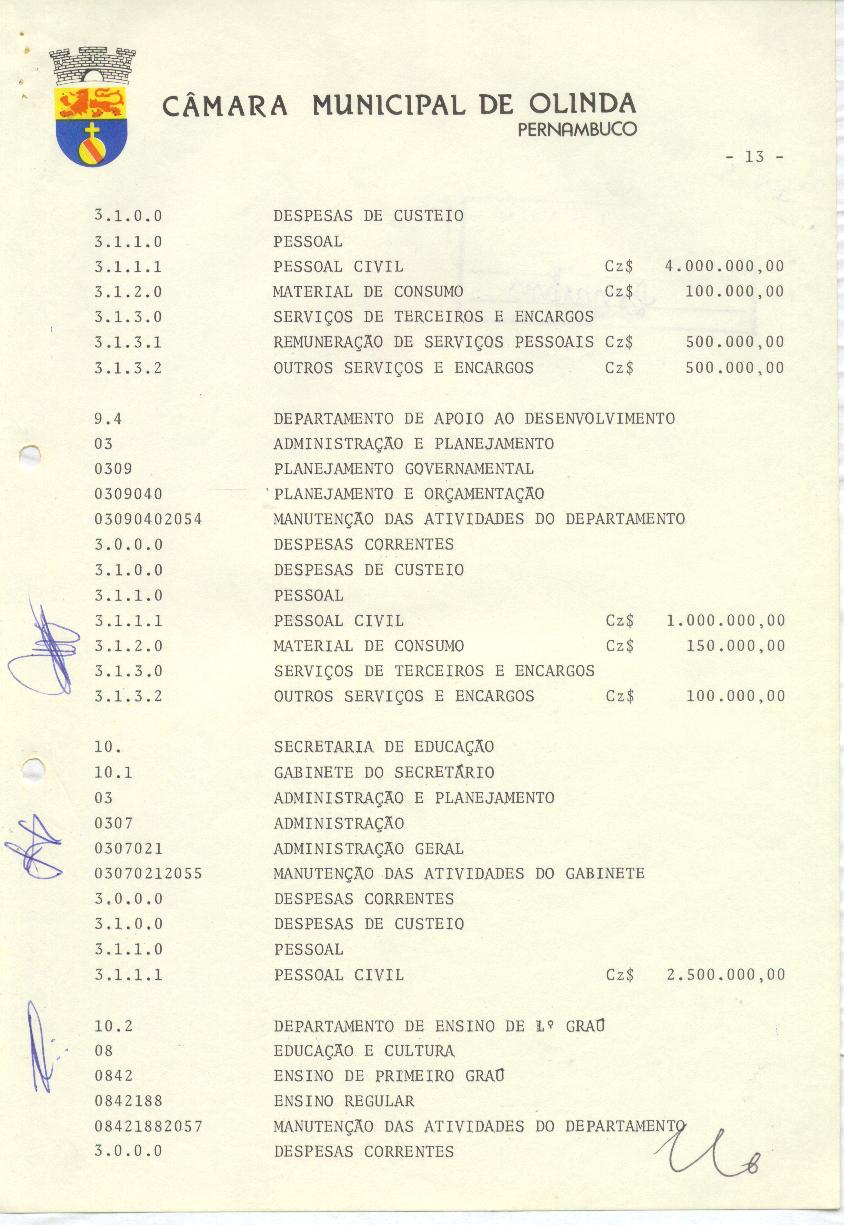 CÂMARA MUNICIPAL DE OLINDA
PERNAMBUCO
- 13 -
3.1.0.0 DESPESAS DE CUSTEIO
3.1.1.0 PESSOAL
3.1.1.1 PESSOAL CIVIL Cz$ 4.000.000,00
3.1.2.0 MATERIAL DE CONSUMO Cz$ 100.000,00
3.1.3.0 SERVIÇOS DE TERCEIROS E ENCARGOS
3.1.3.1 REMUNERAÇÃO DE SERVIÇOS PESSOAIS Cz$ 500.000,00
3.1.3.2 OUTROS SERVIÇOS E ENCARGOS Cz$ 500.000,00
9.4 DEPARTAMENTO DE APOIO AO DESENVOLVIMENTO
03 ADMINISTRAÇÃO E PLANEJAMENTO
0309 PLANEJAMENTO GOVERNAMENTAL
0309040 PLANEJAMENTO E ORÇAMENTAÇÃO
03090402054 MANUTENÇÃO DAS ATIVIDADES DO DEPARTAMENTO
3.0.0.0 DESPESAS CORRENTES
3.1.0.0 DESPESAS DE CUSTEIO
3.1.1.0 PESSOAL
3.1.1.1 PESSOAL CIVIL Cz$ 1.000.000,00
3.1.2.0 MATERIAL DE CONSUMO Cz$ 150.000,00
3.1.3.0 SERVIÇOS DE TERCEIROS E ENCARGOS
3.1.3.2 OUTROS SERVIÇOS E ENCARGOS Cz$ 100.000,00
10. SECRETARIA DE EDUCAÇÃO
10.1 GABINETE DO SECRETÁRIO
03 ADMINISTRAÇÃO E PLANEJAMENTO
0307 ADMINISTRAÇÃO
0307021 ADMINISTRAÇÃO GERAL
03070212055 MANUTENÇÃO DAS ATIVIDADES DO GABINETE
3.0.0.0 DESPESAS CORRENTES
3.1.0.0 DESPESAS DE CUSTEIO
3.1.1.0 PESSOAL
3.1.1.1 PESSOAL CIVIL Cz$ 2.500.000,00
10.2 DEPARTAMENTO DE ENSINO DE 1º GRAÚ
08 EDUCAÇÃO E CULTURA
0842 ENSINO DE PRIMEIRO GRAÚ
0842188 ENSINO REGULAR
08421882057 MANUTENÇÃO DAS ATIVIDADES DO DEPARTAMENTO
3.0.0.0 DESPESAS CORRENTES